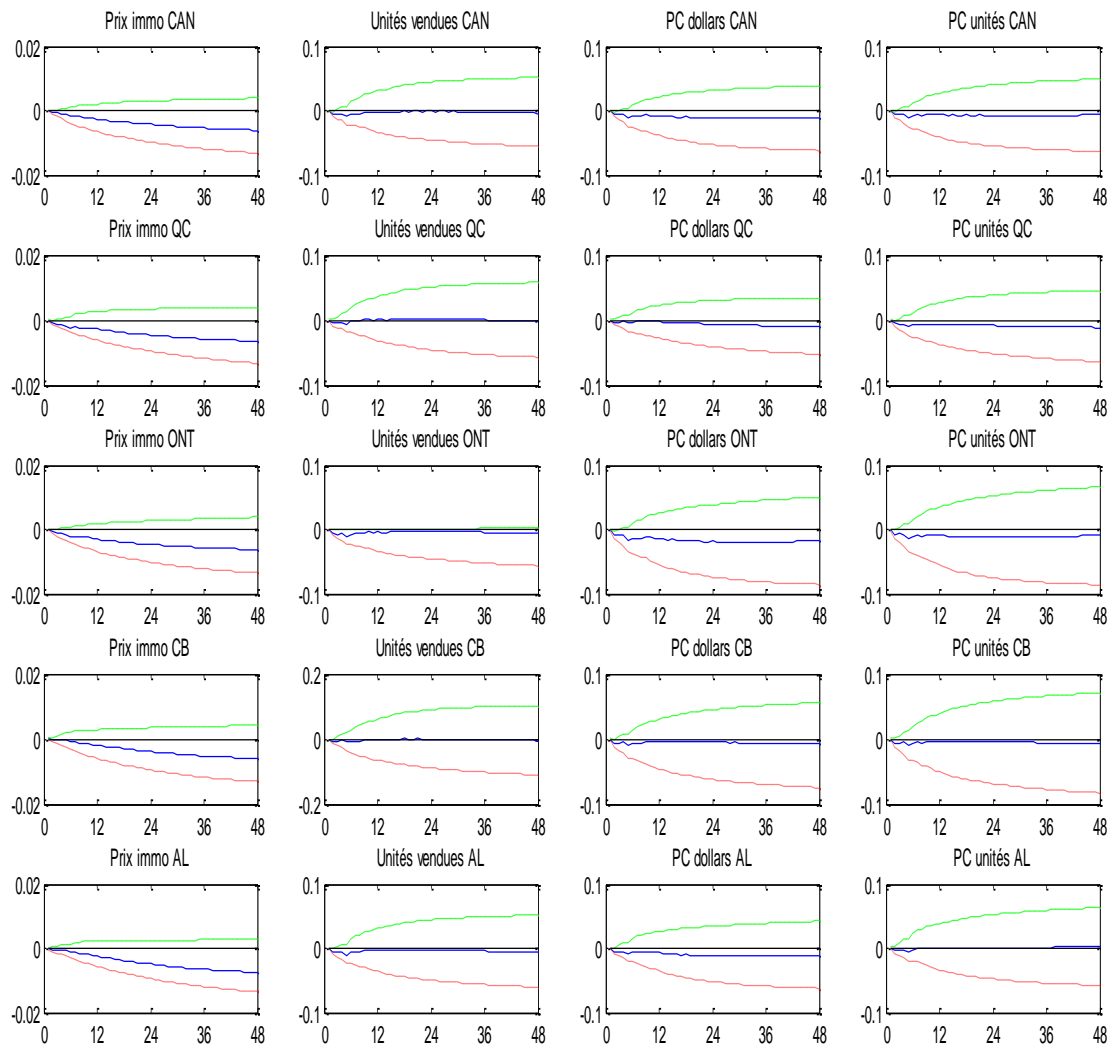 Prix immo CAN
Unités vendues CAN
PC dollars CAN
PC unités CAN
0.02
0
-0.02
0 12 24 36 48
0.1
0
-0.1
0 12 24 36 48
0.1
0
-0.1
0 12 24 36 48
0.1
0
-0.1
0 12 24 36 48
Prix immo QC
Unités vendues QC
PC dollars QC
PC unités QC
0.02
0
-0.02
0 12 24 36 48
0.1
0
-0.1
0 12 24 36 48
0.1
0
-0.1
0 12 24 36 48
0.1
0
-0.1
0 12 24 36 48
Prix immo ONT
Unités vendues ONT
PC dollars ONT
PC unités ONT
0.02
0
-0.02
0 12 24 36 48
0.1
0
-0.1
0 12 24 36 48
0.1
0
-0.1
0 12 24 36 48
0.1
0
-0.1
0 12 24 36 48
Prix immo CB
Unités vendues CB
PC dollars CB
PC unités CB
0.02
0
-0.02
0 12 24 36 48
0.2
0
-0.2
0 12 24 36 48
0.1
0
-0.1
0 12 24 36 48
0.1
0
-0.1
0 12 24 36 48
Prix immo AL
Unités vendues AL
PC dollars AL
PC unités AL
0.02
0
-0.02
0 12 24 36 48
0.1
0
-0.1
0 12 24 36 48
0.1
0
-0.1
0 12 24 36 48
0.1
0
-0.1
0 12 24 36 48